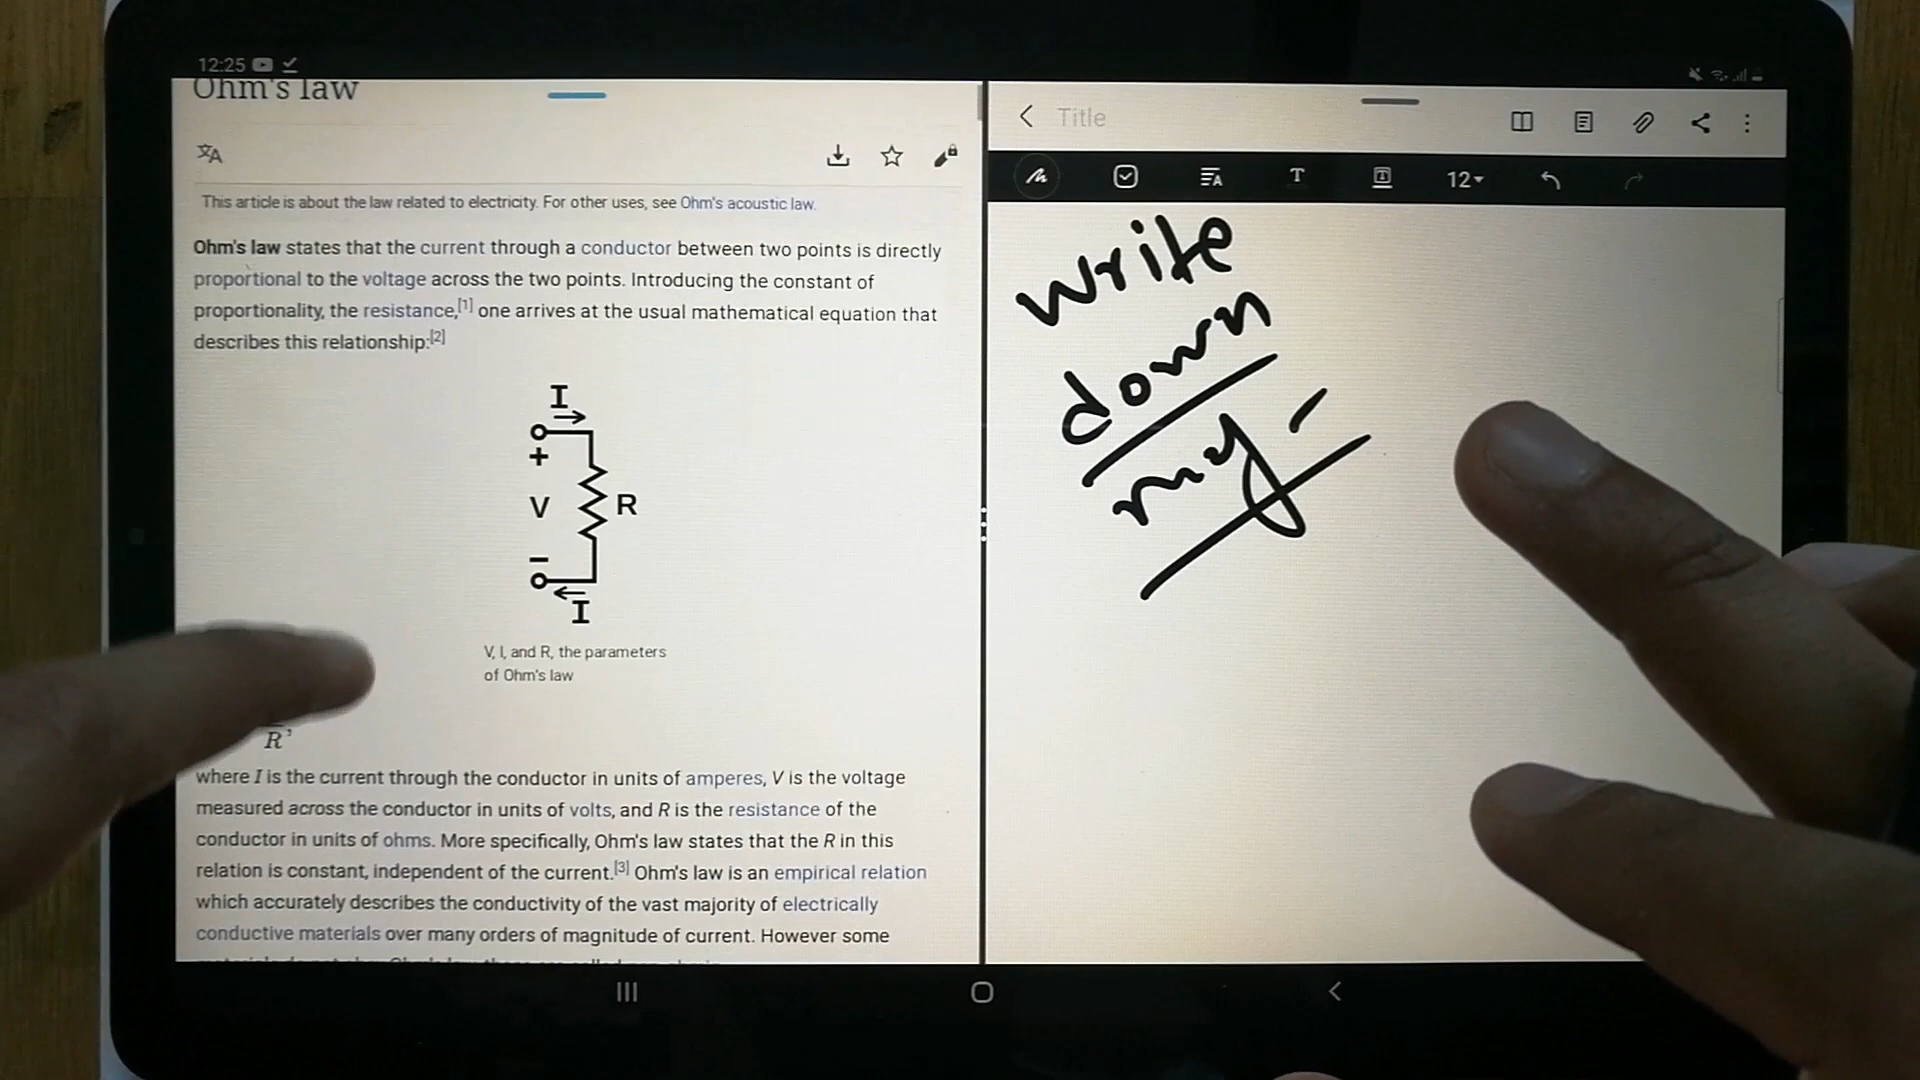 12:25
Ohm's law
This article is about the law related to electricity. For other uses, see Ohm's acoustic law.
Ohm's law states that the current through a conductor between two points is directly
proportional to the voltage across the two points. Introducing the constant of
proportionality, the resistance,[1] one arrives at the usual mathematical equation that
describes this relationship:[2]
I
+
V R
−
I
V, I, and R, the parameters
of Ohm's law
R,
where I is the current through the conductor in units of amperes, V is the voltage
measured across the conductor in units of volts, and R is the resistance of the
conductor in units of ohms. More specifically, Ohm's law states that the R in this
relation is constant, independent of the current.[3] Ohm's law is an empirical relation
which accurately describes the conductivity of the vast majority of electrically
conductive materials over many orders of magnitude of current. However some
Title
T 12
write
down
my